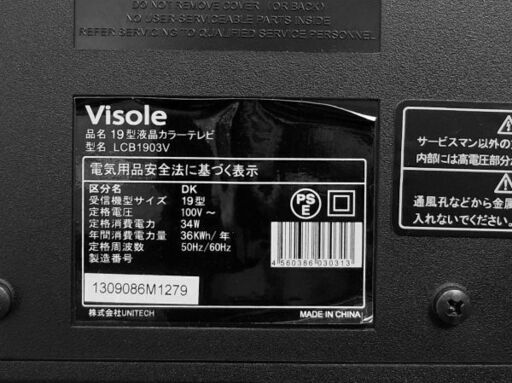 DO NOT REMOVE COVER (OR BACK)
NO USER SERVICEABLE PARTS INSIDE
REFER SERVICING TO QUALIFIED SERVICE PERSONNEL
Visole
品名 19型液晶カラーテレビ
型名 LCB1903V
電気用品安全法に基づく表示
区分名 DK
受信機型サイズ 19型
定格電圧 100V～
定格消費電力 34W
年間消費電力量 36KWh/年
定格周波数 50Hz/60Hz
製造番号
1309086M1279
株式会社UNITECH
PS
E
4560386030313
MADE IN CHINA
サービスマン以外の
内部には高電圧部分が
通風孔などから金属
入れないでください。